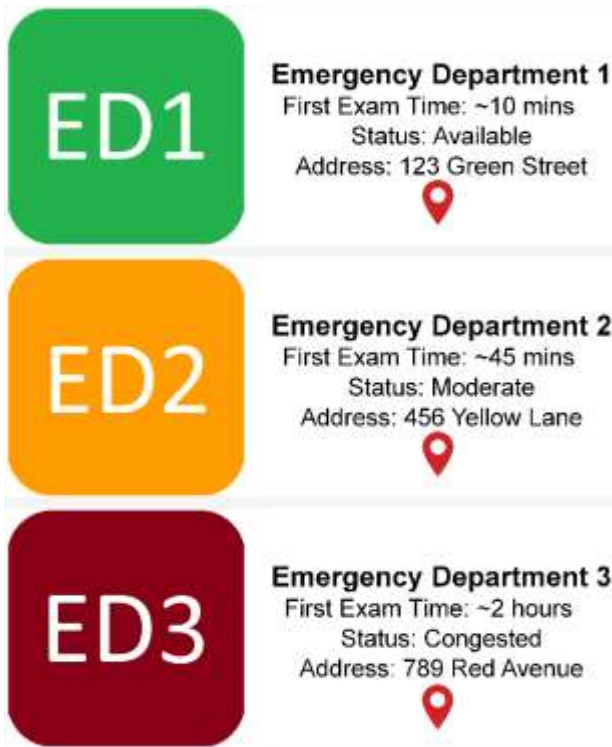 ED1
Emergency Department 1
First Exam Time: ~10 mins
Status: Available
Address: 123 Green Street
ED2
Emergency Department 2
First Exam Time: ~45 mins
Status: Moderate
Address: 456 Yellow Lane
ED3
Emergency Department 3
First Exam Time: ~2 hours
Status: Congested
Address: 789 Red Avenue